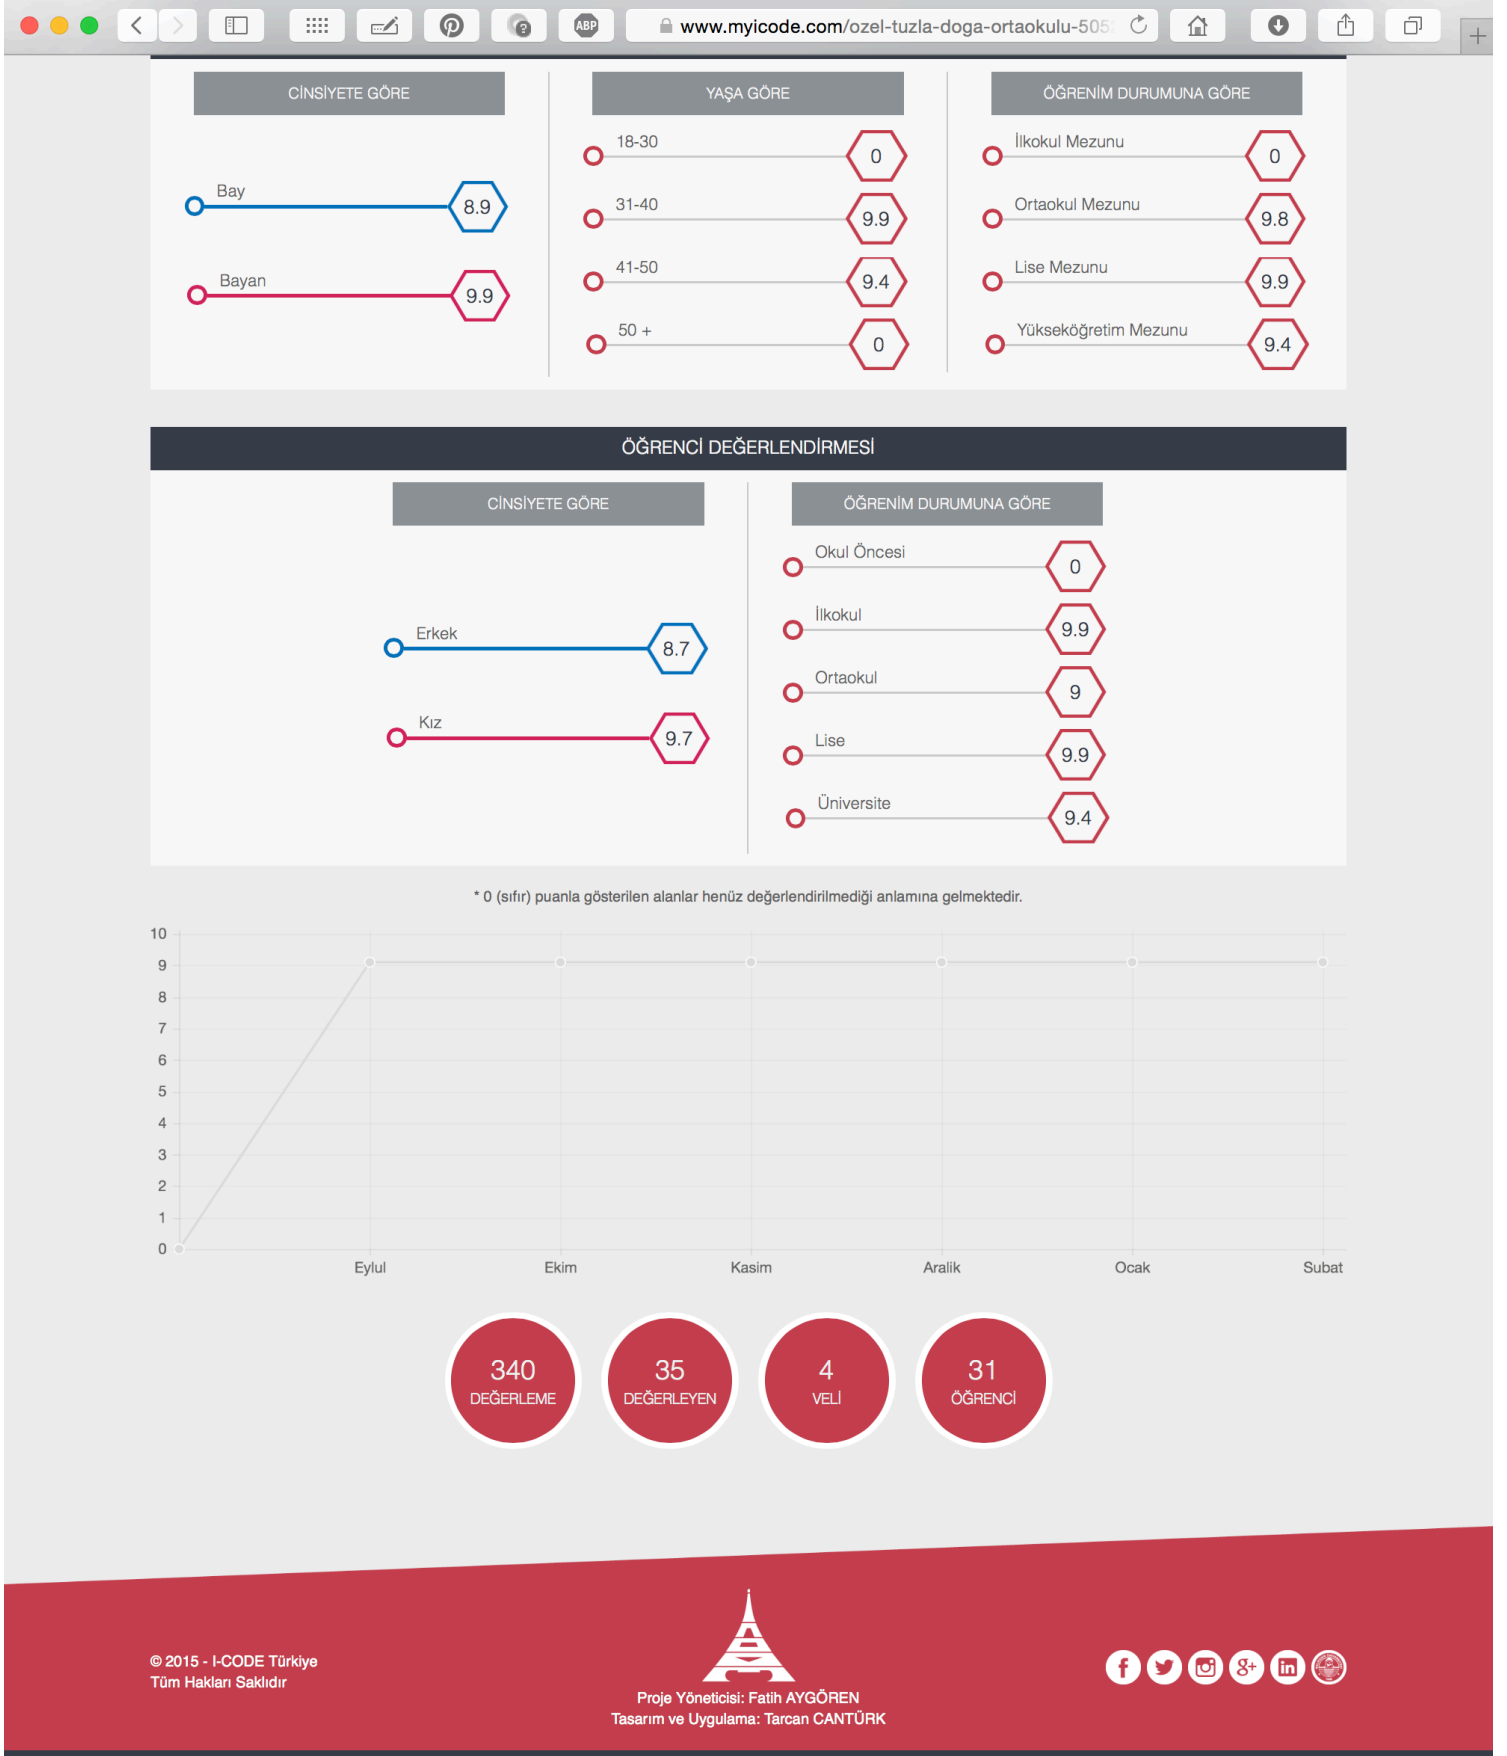 ABP
www.myicode.com/ozel-tuzla-doga-ortaokulu-505
CİNSİYETE GÖRE
Bay
8.9
Bayan
9.9
YAŞA GÖRE
18-30
0
31-40
9.9
41-50
9.4
50 +
0
ÖĞRENİM DURUMUNA GÖRE
İlkokul Mezunu
0
Ortaokul Mezunu
9.8
Lise Mezunu
9.9
Yükseköğretim Mezunu
9.4
ÖĞRENCİ DEĞERLENDİRMESİ
CİNSİYETE GÖRE
Erkek
8.7
Kız
9.7
ÖĞRENİM DURUMUNA GÖRE
Okul Öncesi
0
İlkokul
9.9
Ortaokul
9
Lise
9.9
Üniversite
9.4
* 0 (sıfır) puanla gösterilen alanlar henüz değerlendirilmediği anlamına gelmektedir.
10
9
8
7
6
5
4
3
2
1
0
Eylul Ekim Kasim Aralik Ocak Subat
340
DEĞERLEME
35
DEĞERLEYEN
4
VELİ
31
ÖĞRENCİ
© 2015 - I-CODE Türkiye
Tüm Hakları Saklıdır
Proje Yöneticisi: Fatih AYGÖREN
Tasarım ve Uygulama: Tarcan CANTÜRK